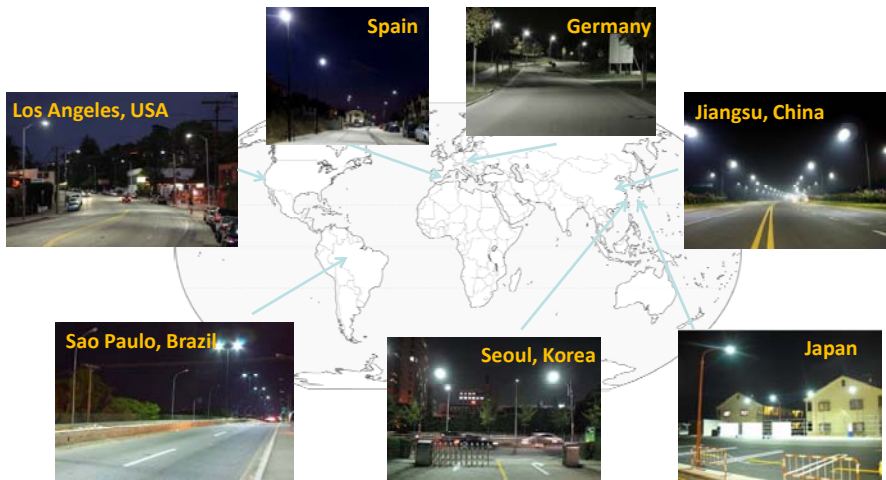 Spain
Germany
Los Angeles, USA
Jiangsu, China
Sao Paulo, Brazil
Seoul, Korea
Japan